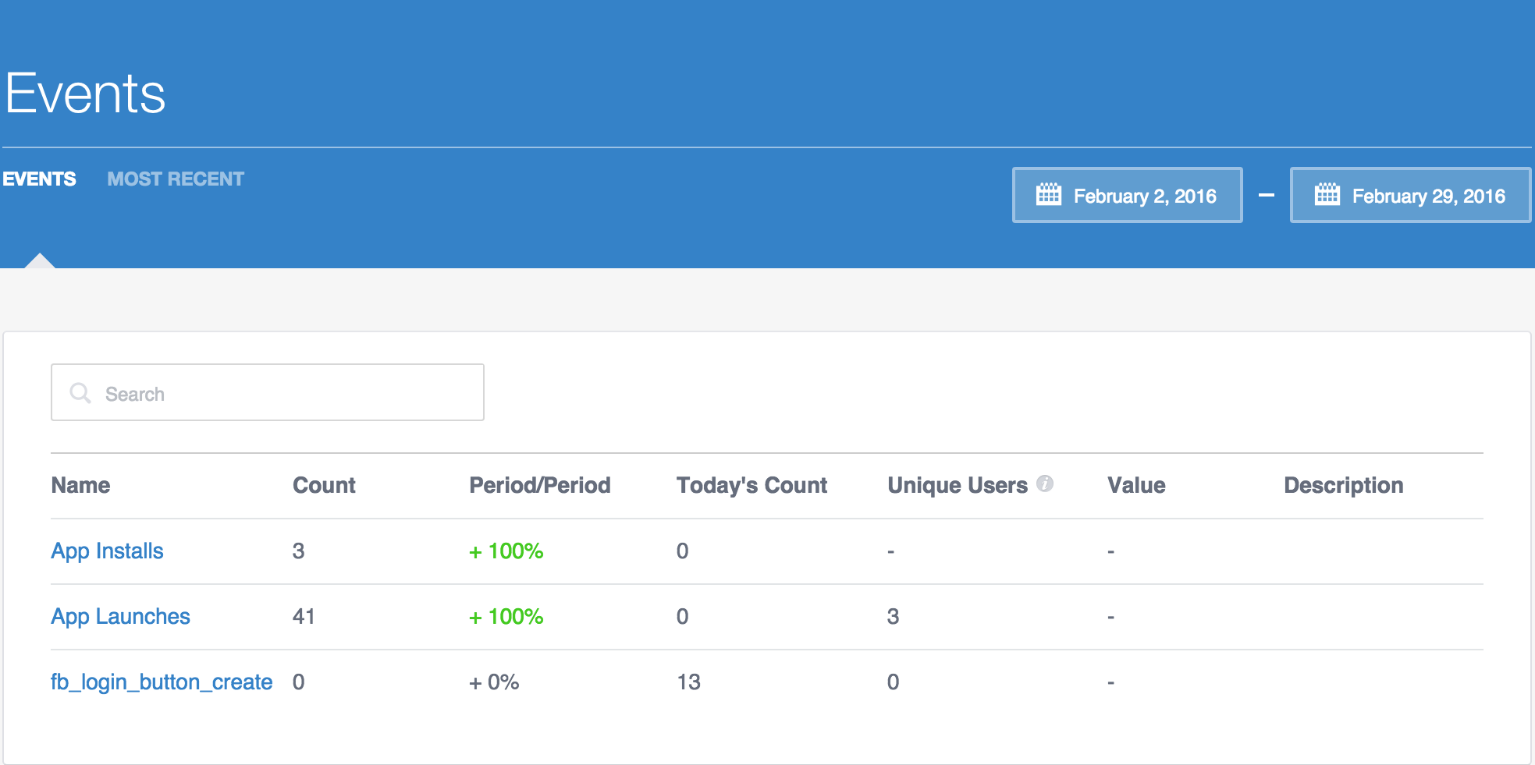 Events
EVENTS MOST RECENT February 2, 2016 – February 29, 2016
Search
Name Count Period/Period Today's Count Unique Users i Value Description
App Installs 3 + 100% 0 - -
App Launches 41 + 100% 0 3 -
fb_login_button_create 0 + 0% 13 0 -